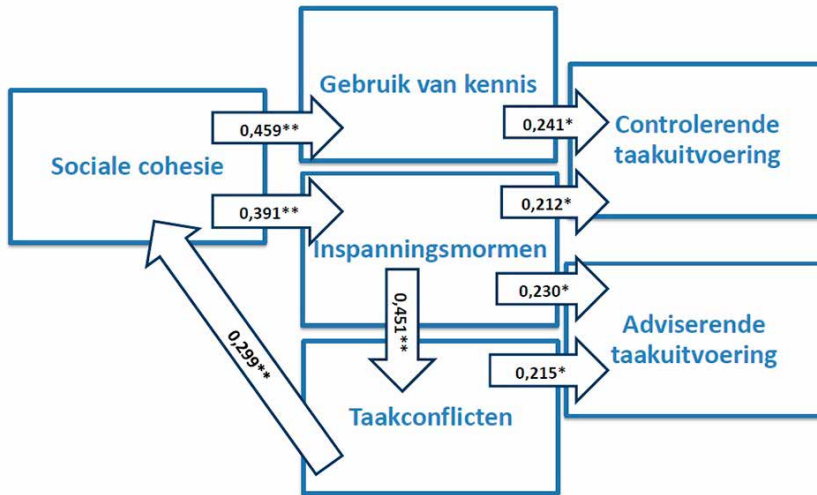 Gebruik van kennis
Sociale cohesie
0,459**
0,391**
0,241*
Controlerende
taakuitvoering
0,212*
Inspanningsmormen
0,451**
0,230*
Adviserende
taakuitvoering
0,299**
0,215*
Taakconflicten